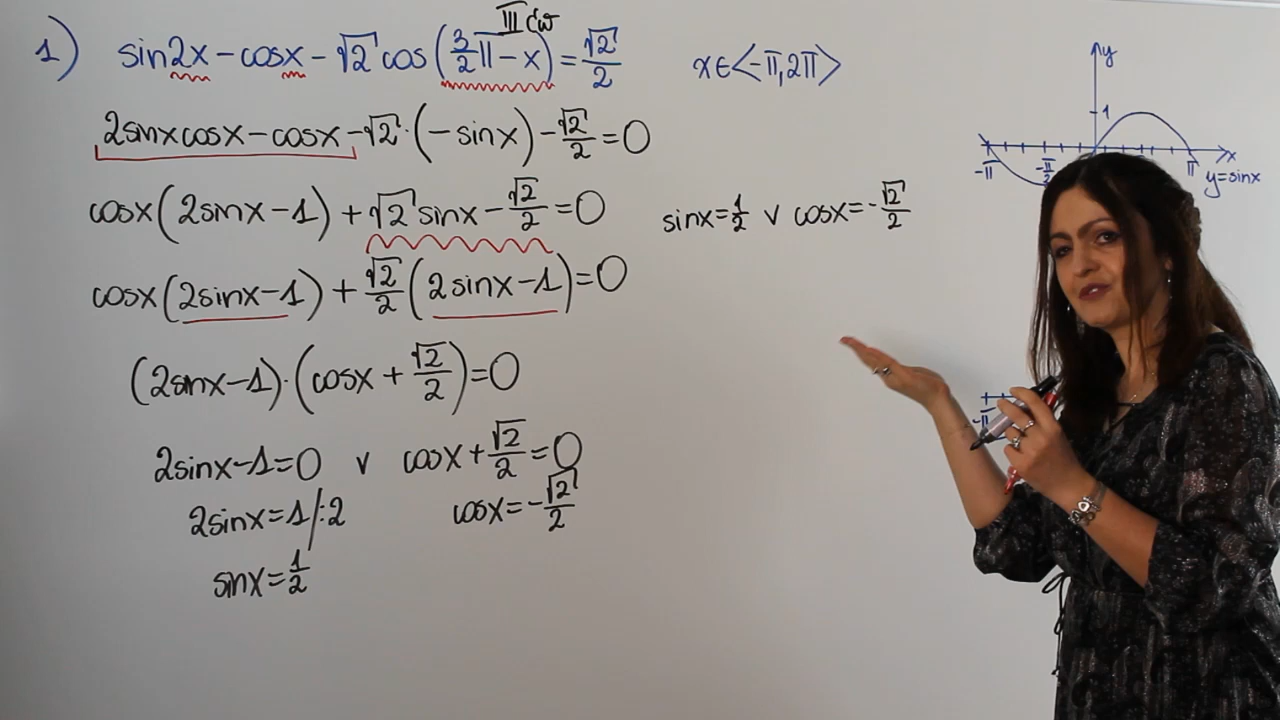 III ćw
1) sin2x - cosx - √2 cos(3/2 π - x) = √2/2
x∈<-π,2π>
2sinxcosx - cosx - √2·(-sinx) - √2/2 = 0
cosx(2sinx - 1) + √2 sinx - √2/2 = 0
cosx(2sinx - 1) + √2/2 (2sinx - 1) = 0
(2sinx - 1)·(cosx + √2/2) = 0
2sinx - 1 = 0 v cosx + √2/2 = 0
2sinx = 1 /:2
cosx = -√2/2
sinx = 1/2
sinx = 1/2 v cosx = -√2/2
y
1
-π
-π/2
π
x
y=sinx
-π